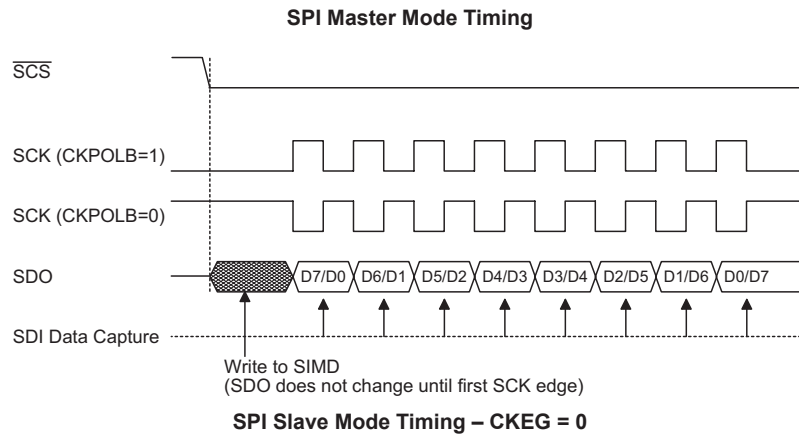 SPI Master Mode Timing
SCS
SCK (CKPOLB=1)
SCK (CKPOLB=0)
SDO
D7/D0 D6/D1 D5/D2 D4/D3 D3/D4 D2/D5 D1/D6 D0/D7
SDI Data Capture
Write to SIMD
(SDO does not change until first SCK edge)
SPI Slave Mode Timing – CKEG = 0